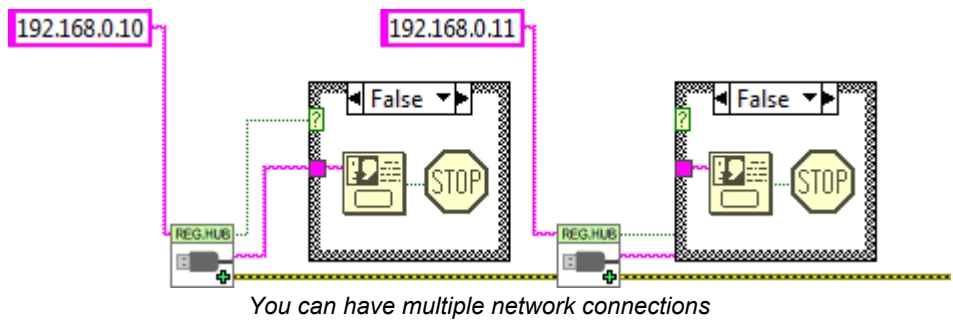 192.168.0.10
192.168.0.11
False
False
?
?
STOP
STOP
REG.HUB
REG.HUB
You can have multiple network connections